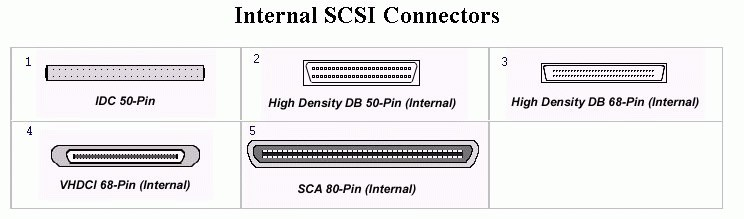 Internal SCSI Connectors
1
IDC 50-Pin
2
High Density DB 50-Pin (Internal)
3
High Density DB 68-Pin (Internal)
4
VHDCI 68-Pin (Internal)
5
SCA 80-Pin (Internal)